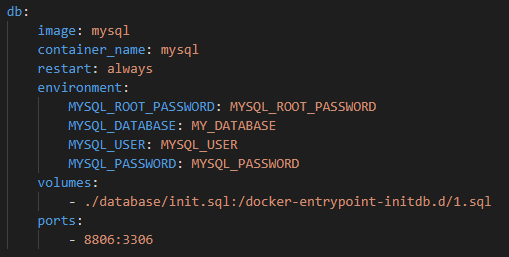 db:
    image: mysql
    container_name: mysql
    restart: always
    environment:
        MYSQL_ROOT_PASSWORD: MYSQL_ROOT_PASSWORD
        MYSQL_DATABASE: MY_DATABASE
        MYSQL_USER: MYSQL_USER
        MYSQL_PASSWORD: MYSQL_PASSWORD
    volumes:
        - ./database/init.sql:/docker-entrypoint-initdb.d/1.sql
    ports:
        - 8806:3306